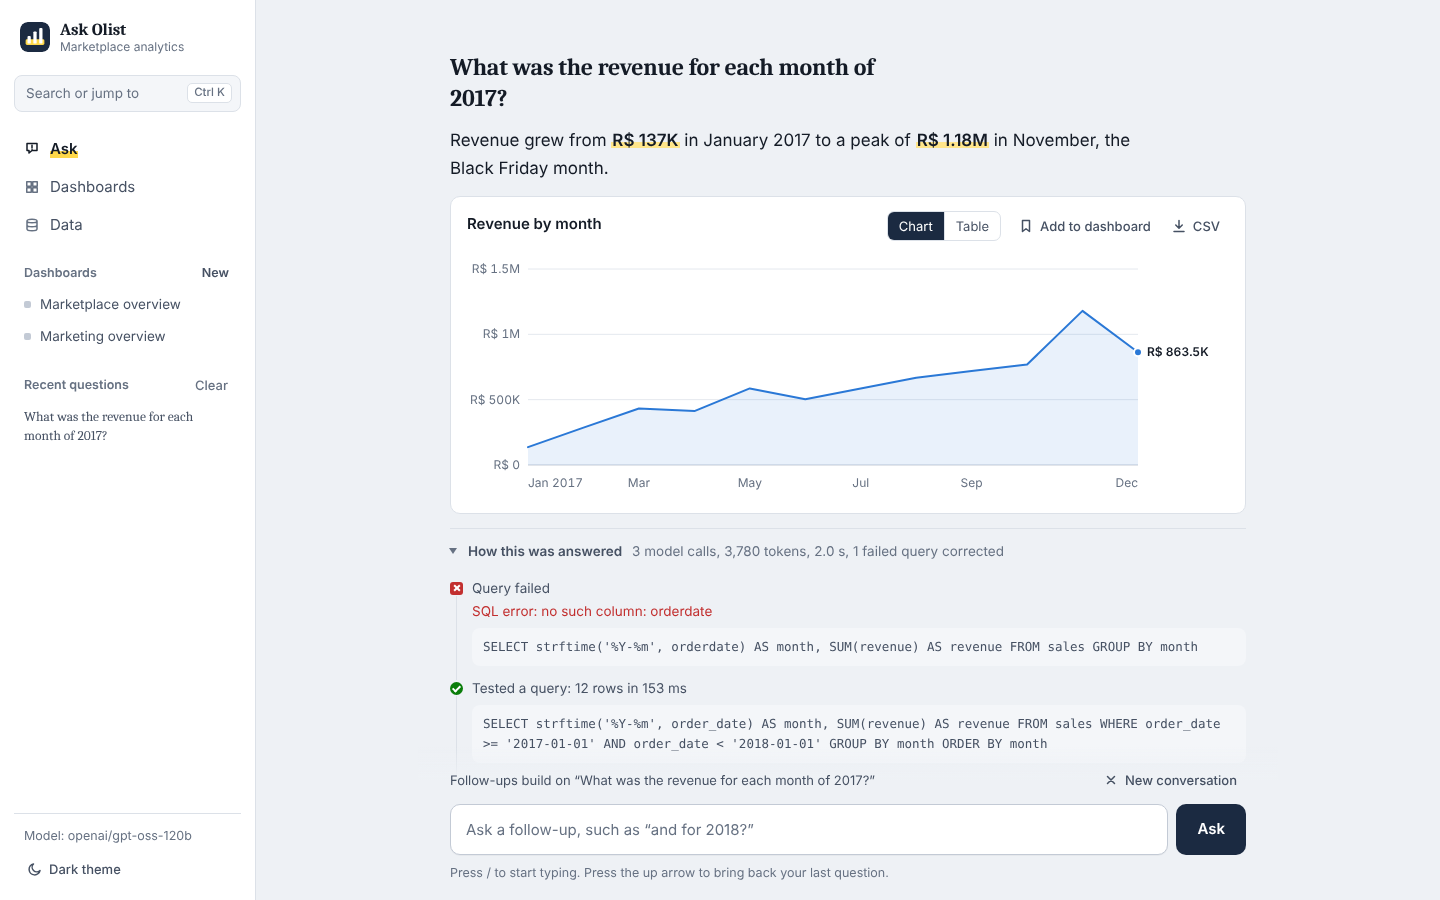 Ask Olist
Marketplace analytics
Search or jump to
Ctrl K
Ask
Dashboards
Data
Dashboards
New
Marketplace overview
Marketing overview
Recent questions
Clear
What was the revenue for each
month of 2017?
Model: openai/gpt-oss-120b
Dark theme
What was the revenue for each month of
2017?
Revenue grew from R$ 137K in January 2017 to a peak of R$ 1.18M in November, the
Black Friday month.
Revenue by month
Chart
Table
Add to dashboard
CSV
R$ 1.5M
R$ 1M
R$ 500K
R$ 0
R$ 863.5K
Jan 2017
Mar
May
Jul
Sep
Dec
How this was answered 3 model calls, 3,780 tokens, 2.0 s, 1 failed query corrected
Query failed
SQL error: no such column: orderdate
SELECT strftime('%Y-%m', orderdate) AS month, SUM(revenue) AS revenue FROM sales GROUP BY month
Tested a query: 12 rows in 153 ms
SELECT strftime('%Y-%m', order_date) AS month, SUM(revenue) AS revenue FROM sales WHERE order_date
>= '2017-01-01' AND order_date < '2018-01-01' GROUP BY month ORDER BY month
Follow-ups build on “What was the revenue for each month of 2017?”
New conversation
Ask a follow-up, such as “and for 2018?”
Ask
Press / to start typing. Press the up arrow to bring back your last question.